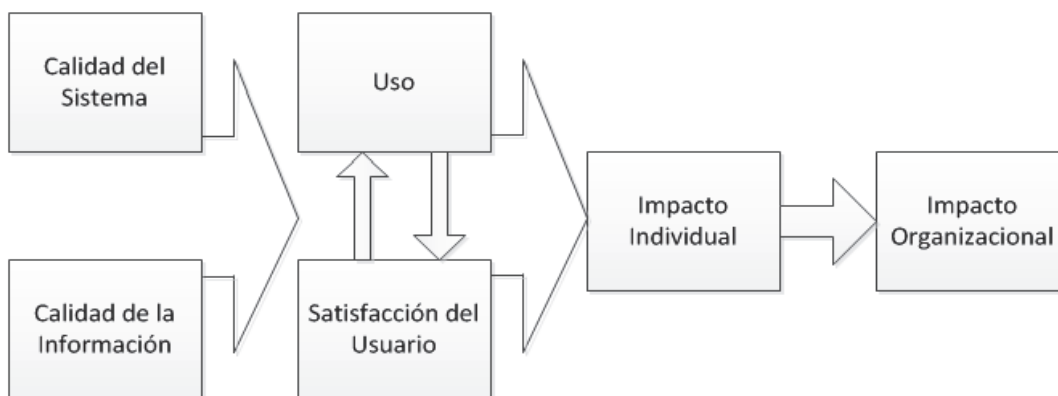 Calidad del
Sistema
Uso
Calidad de la
Información
Satisfacción del
Usuario
Impacto
Individual
Impacto
Organizacional